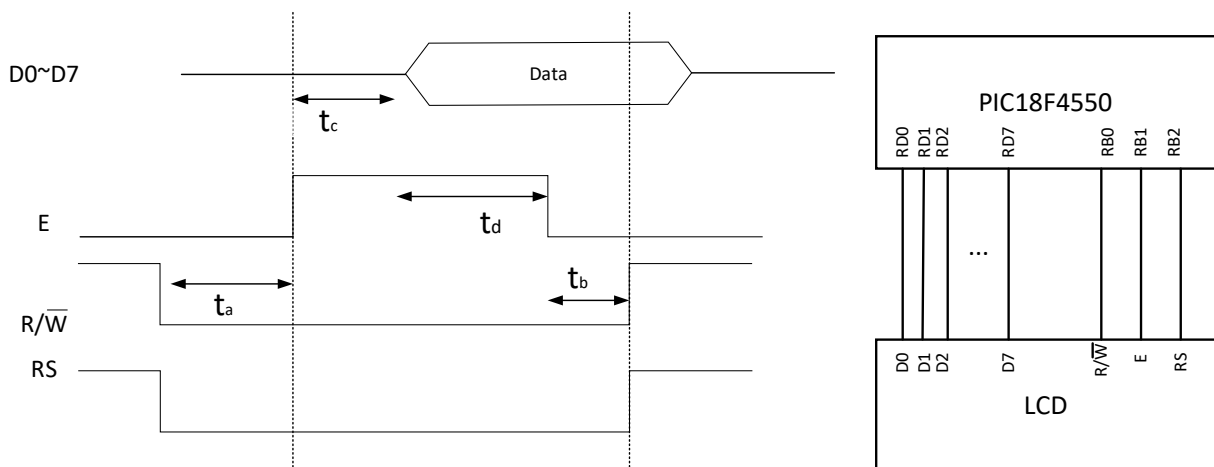 D0~D7
Data
tc
E
td
ta
tb
R/W̅
RS
PIC18F4550
RD0 RD1 RD2 RD7 RB0 RB1 RB2
...
D0 D1 D2 D7 R/W̅ E RS
LCD